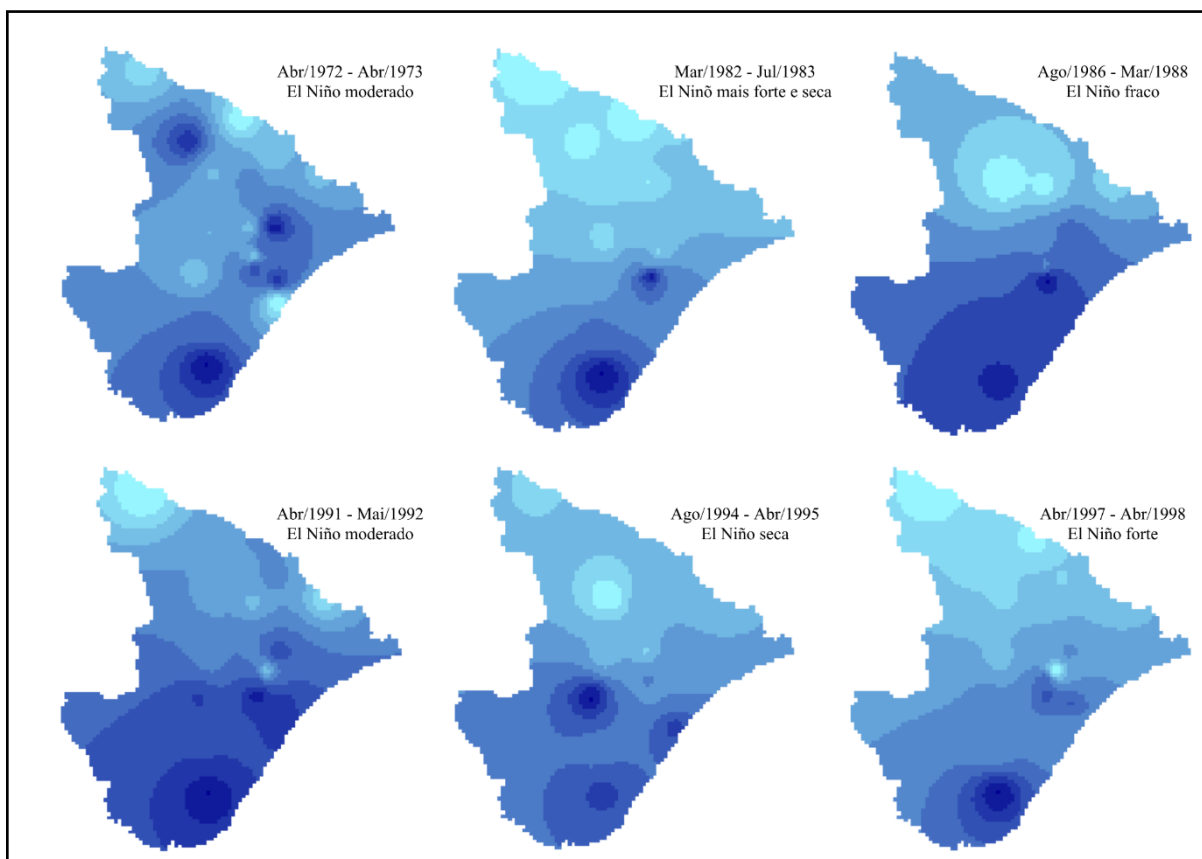 Abr/1972 - Abr/1973
El Niño moderado
Mar/1982 - Jul/1983
El Ninõ mais forte e seca
Ago/1986 - Mar/1988
El Niño fraco
Abr/1991 - Mai/1992
El Niño moderado
Ago/1994 - Abr/1995
El Niño seca
Abr/1997 - Abr/1998
El Niño forte